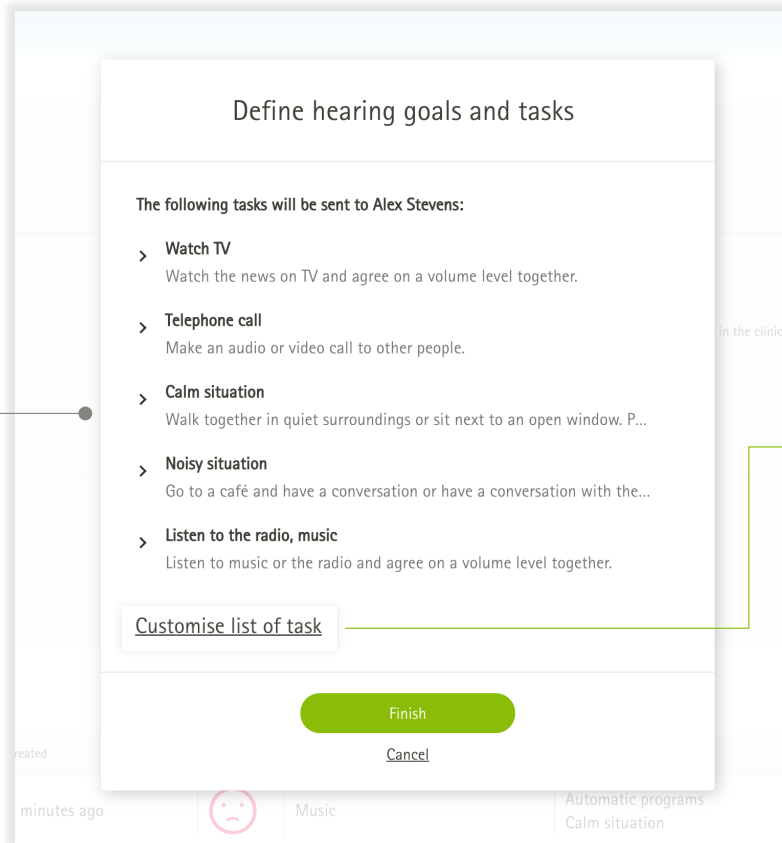 Define hearing goals and tasks
The following tasks will be sent to Alex Stevens:
Watch TV
Watch the news on TV and agree on a volume level together.
Telephone call
Make an audio or video call to other people.
in the clinic
Calm situation
Walk together in quiet surroundings or sit next to an open window. P...
Noisy situation
Go to a café and have a conversation or have a conversation with the...
Listen to the radio, music
Listen to music or the radio and agree on a volume level together.
Customise list of task
Finish
Cancel
reated
minutes ago
Music
Automatic programs
Calm situation